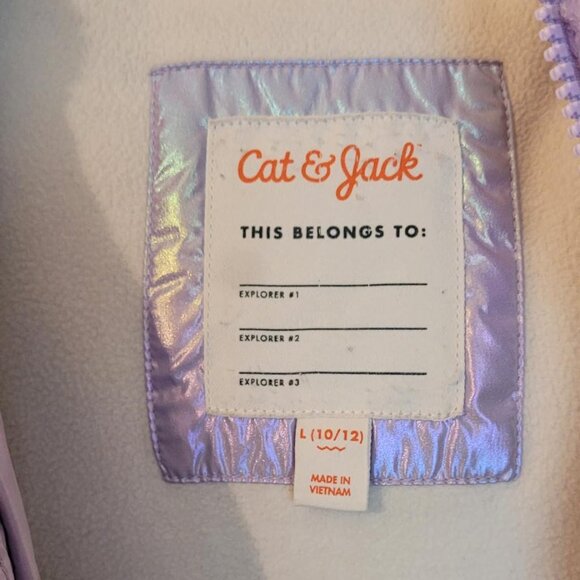 Cat & Jack
THIS BELONGS TO:
EXPLORER #1
EXPLORER #2
EXPLORER #3
L (10/12)
MADE IN
VIETNAM